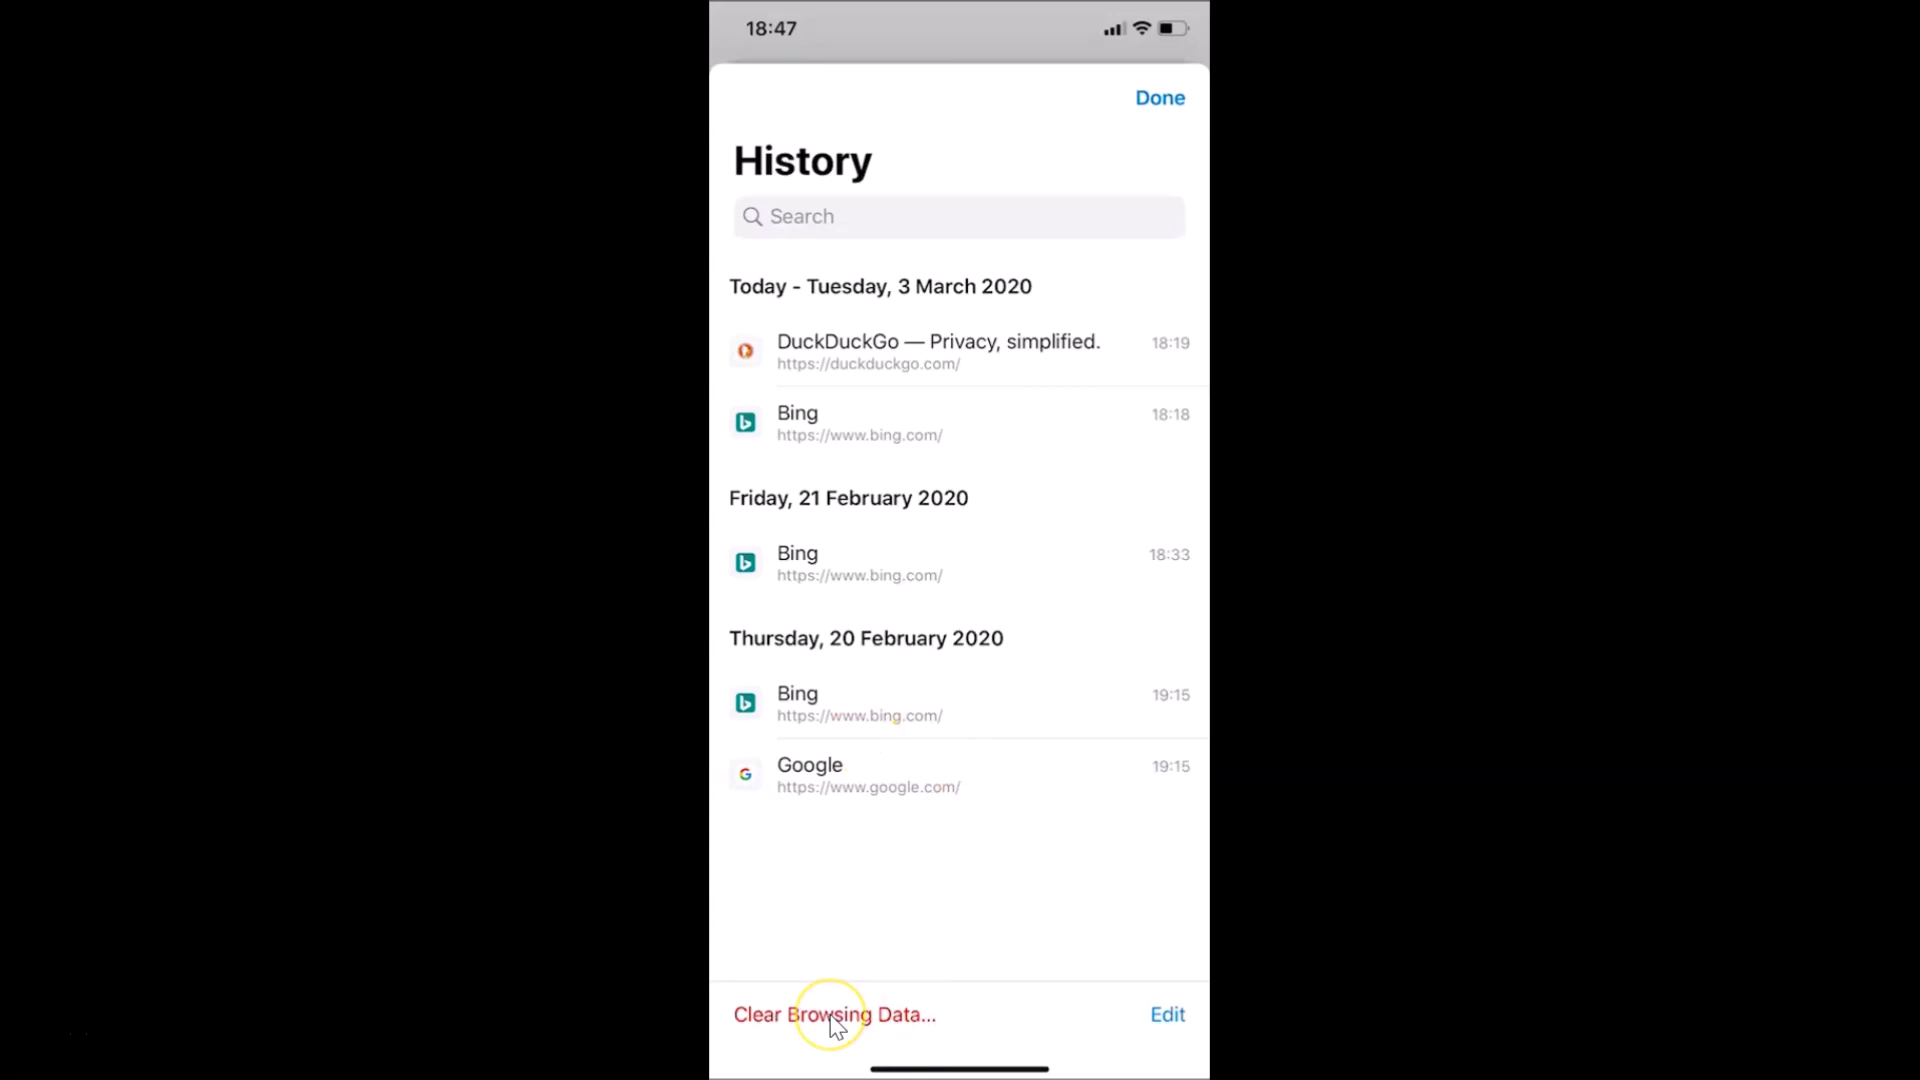 18:47
Done
History
Search
Today - Tuesday, 3 March 2020
DuckDuckGo — Privacy, simplified. 18:19
https://duckduckgo.com/
Bing 18:18
https://www.bing.com/
Friday, 21 February 2020
Bing 18:33
https://www.bing.com/
Thursday, 20 February 2020
Bing 19:15
https://www.bing.com/
Google 19:15
https://www.google.com/
Clear Browsing Data... Edit